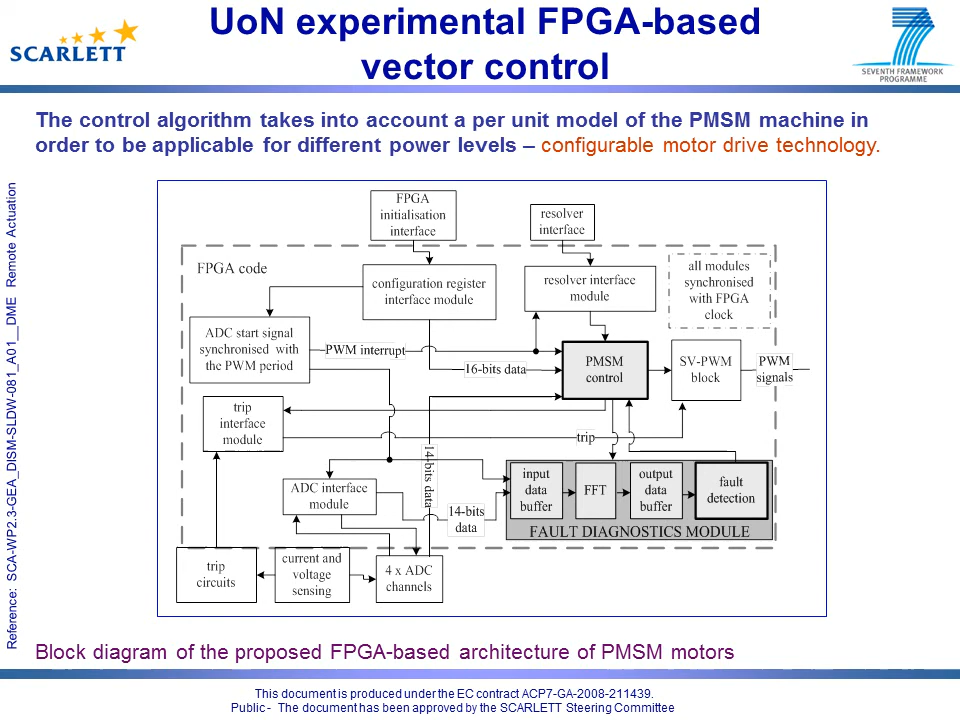 UoN experimental FPGA-based
vector control
SCARLETT
SEVENTH FRAMEWORK
PROGRAMME
The control algorithm takes into account a per unit model of the PMSM machine in
order to be applicable for different power levels – configurable motor drive technology.
Reference: SCA-WP2.3-GEA_DISM-SLDW-081_A01__DME Remote Actuation
FPGA
initialisation
interface
resolver
interface
FPGA code
configuration register
interface module
resolver interface
module
all modules
synchronised
with FPGA
clock
ADC start signal
synchronised with
the PWM period
PWM interrupt
16-bits data
PMSM
control
SV-PWM
block
PWM
signals
trip
interface
module
trip
14-bits data
ADC interface
module
14-bits
data
input
data
buffer
FFT
output
data
buffer
fault
detection
FAULT DIAGNOSTICS MODULE
trip
circuits
current and
voltage
sensing
4 x ADC
channels
Block diagram of the proposed FPGA-based architecture of PMSM motors
This document is produced under the EC contract ACP7-GA-2008-211439.
Public - The document has been approved by the SCARLETT Steering Committee